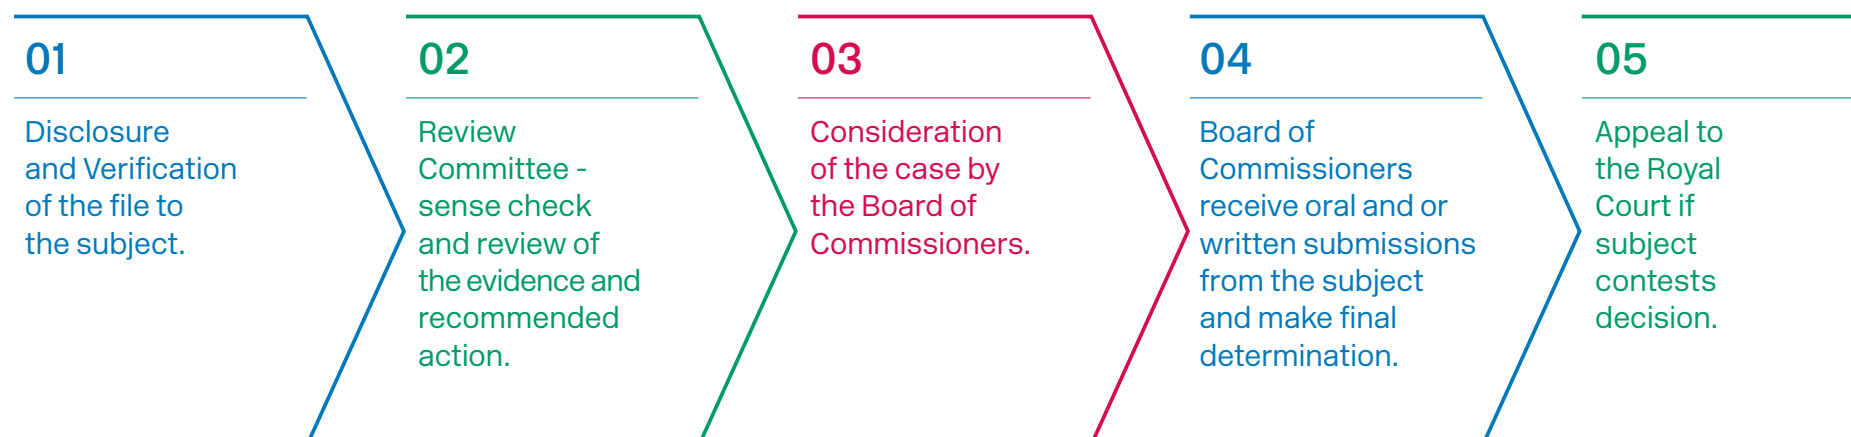 01
Disclosure
and Verification
of the file to
the subject.
02
Review
Committee -
sense check
and review of
the evidence and
recommended
action.
03
Consideration
of the case by
the Board of
Commissioners.
04
Board of
Commissioners
receive oral and or
written submissions
from the subject
and make final
determination.
05
Appeal to
the Royal
Court if
subject
contests
decision.